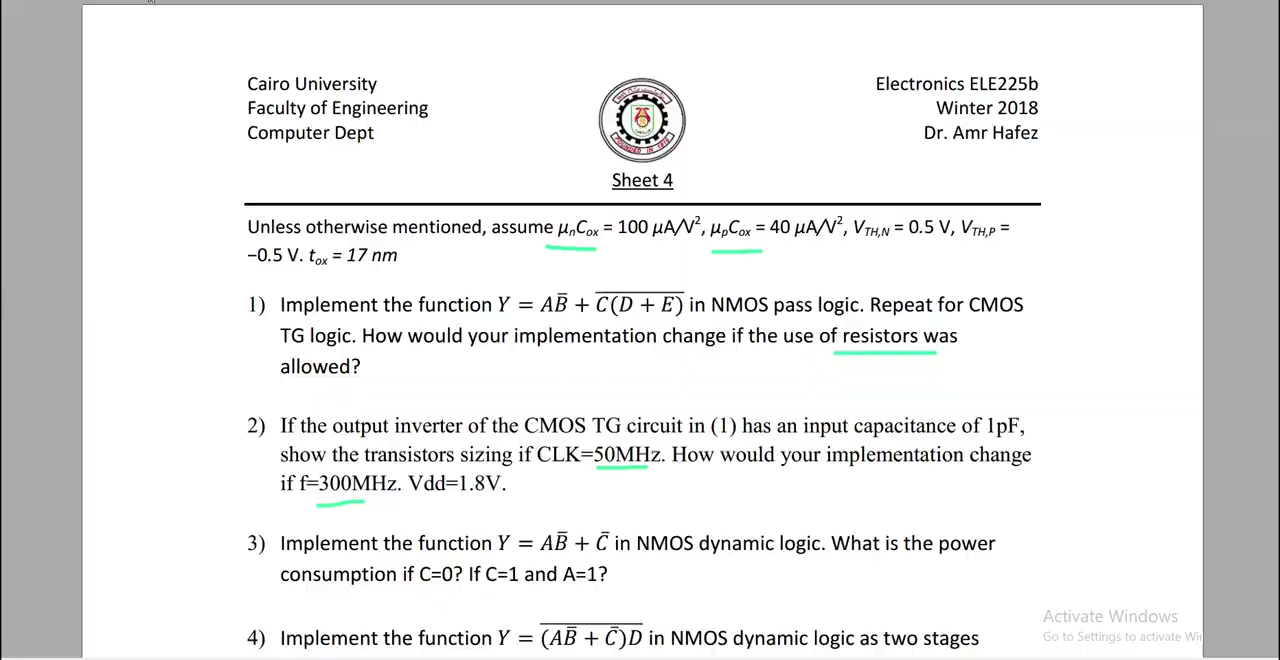 Cairo University
Faculty of Engineering
Computer Dept
Electronics ELE225b
Winter 2018
Dr. Amr Hafez
FOUNDED IN 1816
Sheet 4
Unless otherwise mentioned, assume μₙCₒₓ = 100 μA/V², μₚCₒₓ = 40 μA/V², V_TH,N = 0.5 V, V_TH,P =
−0.5 V. tₒₓ = 17 nm
1) Implement the function Y = AB̅ + \overline{C(D + E)} in NMOS pass logic. Repeat for CMOS
TG logic. How would your implementation change if the use of resistors was
allowed?
2) If the output inverter of the CMOS TG circuit in (1) has an input capacitance of 1pF,
show the transistors sizing if CLK=50MHz. How would your implementation change
if f=300MHz. Vdd=1.8V.
3) Implement the function Y = AB̅ + C̅ in NMOS dynamic logic. What is the power
consumption if C=0? If C=1 and A=1?
4) Implement the function Y = \overline{(AB̅ + C̅)D} in NMOS dynamic logic as two stages
Activate Windows
Go to Settings to activate Wi